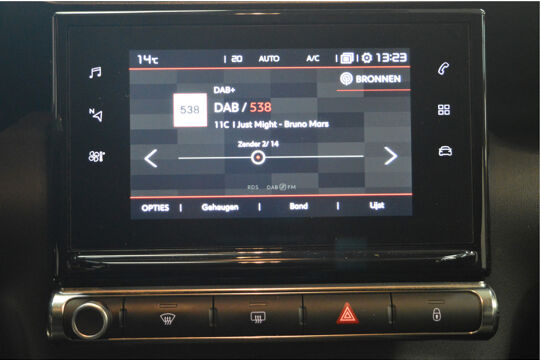 14°C | 20 AUTO A/C 13:23
BRONNEN
DAB+
538 DAB / 538
11C | Just Might - Bruno Mars
Zender 2/ 14
RDS DAB FM
OPTIES | Geheugen | Band | Lijst
N